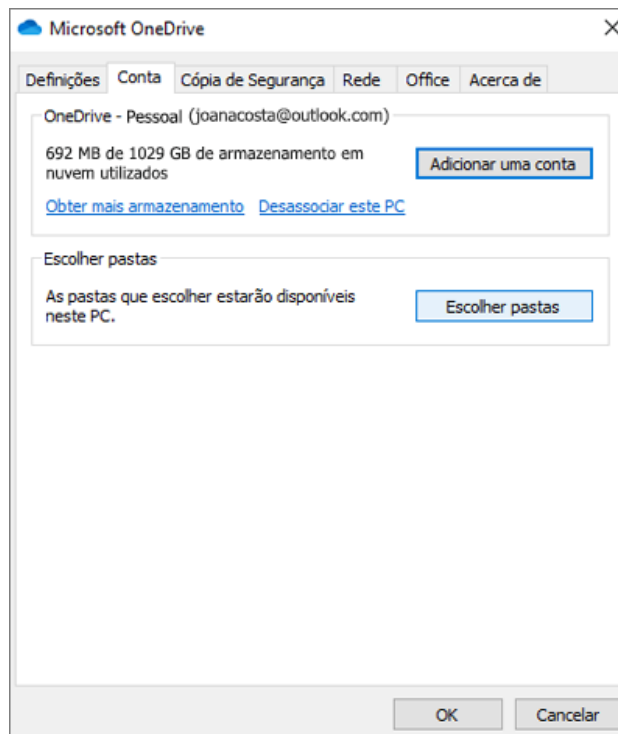 Microsoft OneDrive
Definições Conta Cópia de Segurança Rede Office Acerca de
OneDrive - Pessoal (joanacosta@outlook.com)
692 MB de 1029 GB de armazenamento em
nuvem utilizados
Adicionar uma conta
Obter mais armazenamento Desassociar este PC
Escolher pastas
As pastas que escolher estarão disponíveis
neste PC.
Escolher pastas
OK Cancelar